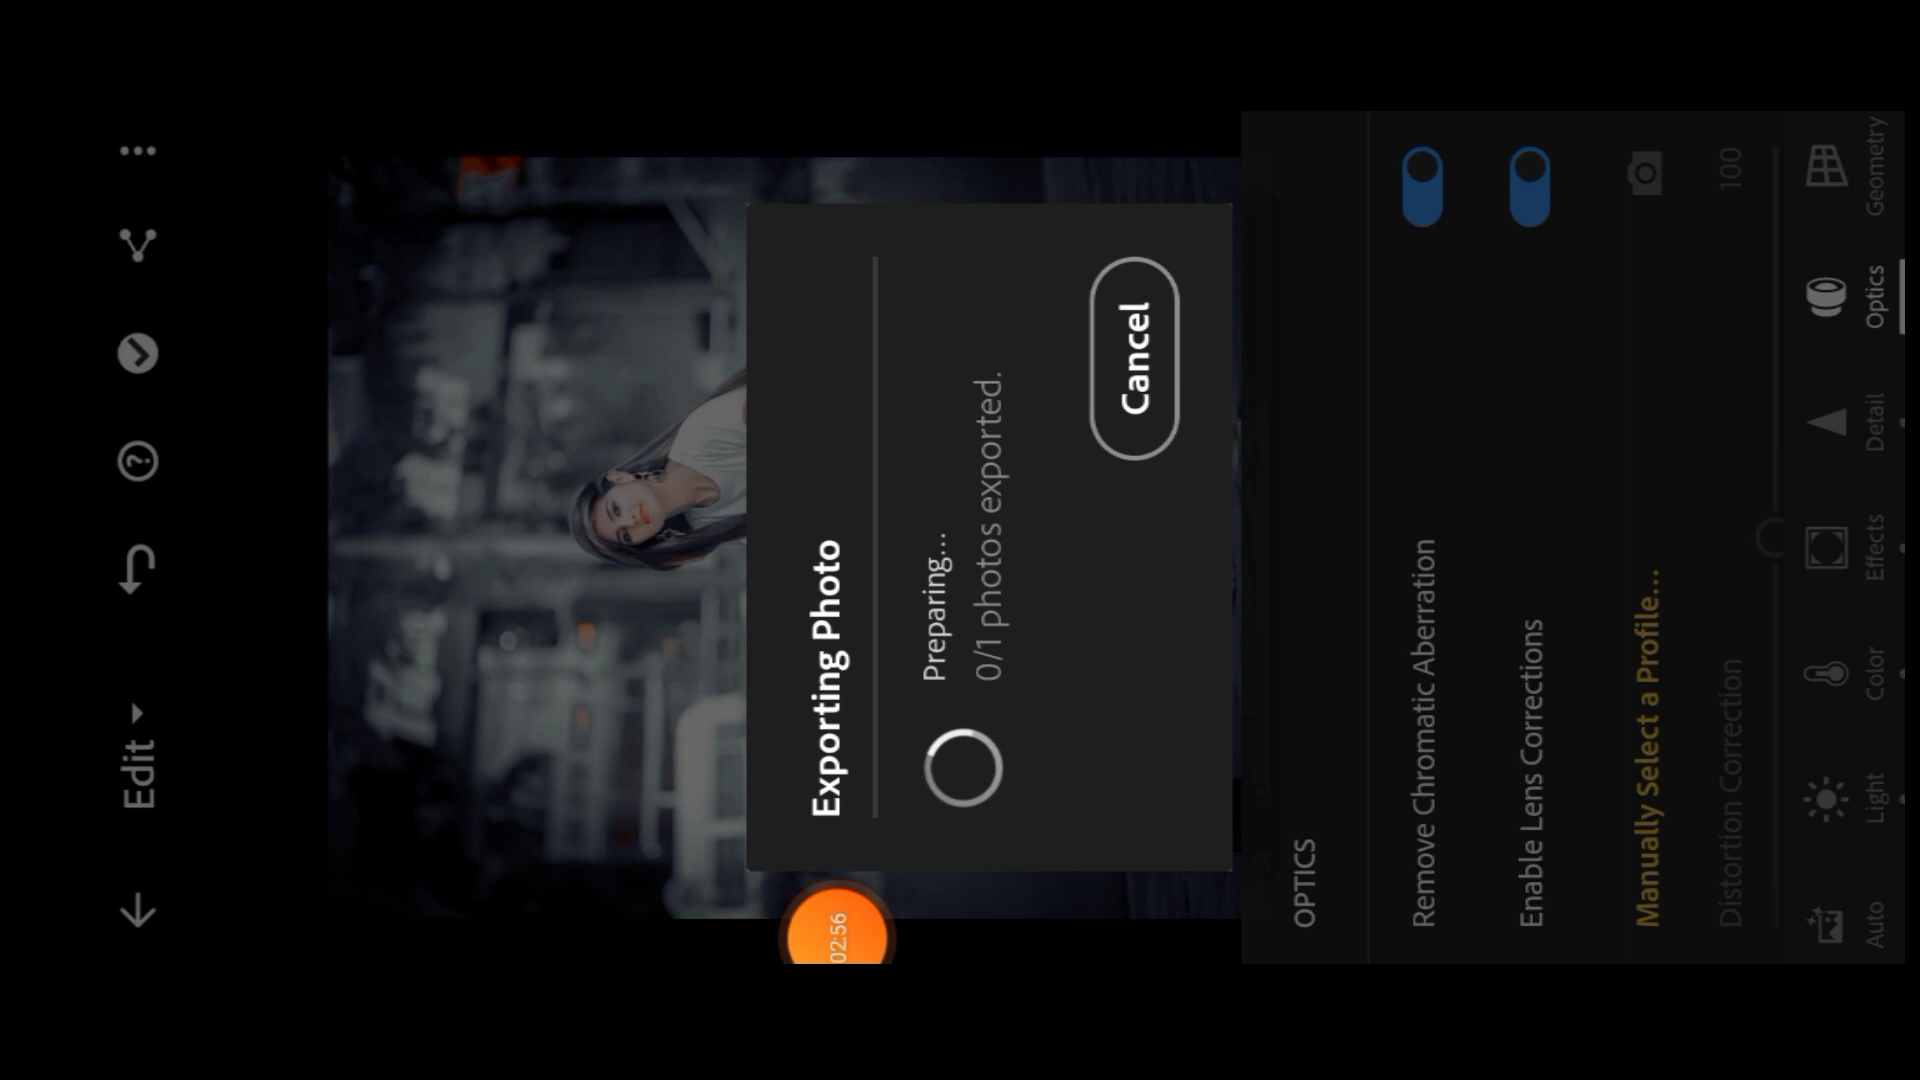 Edit
Exporting Photo
Preparing...
0/1 photos exported.
Cancel
02:56
OPTICS
Remove Chromatic Aberration
Enable Lens Corrections
Manually Select a Profile...
Distortion Correction
100
Auto
Light
Color
Effects
Detail
Optics
Geometry